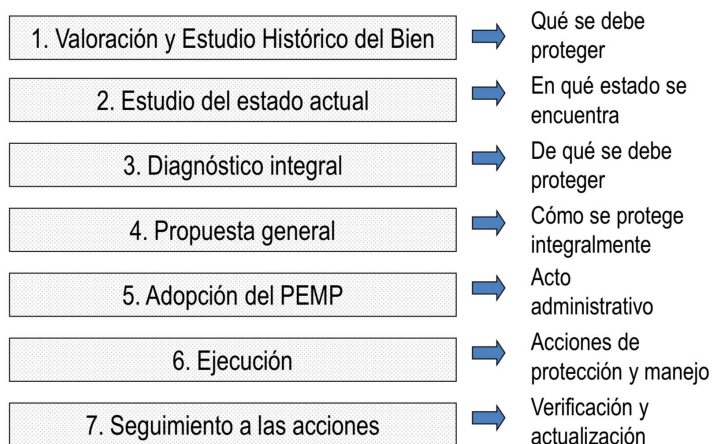 1. Valoración y Estudio Histórico del Bien
Qué se debe
proteger
2. Estudio del estado actual
En qué estado se
encuentra
3. Diagnóstico integral
De qué se debe
proteger
4. Propuesta general
Cómo se protege
integralmente
5. Adopción del PEMP
Acto
administrativo
6. Ejecución
Acciones de
protección y manejo
7. Seguimiento a las acciones
Verificación y
actualización